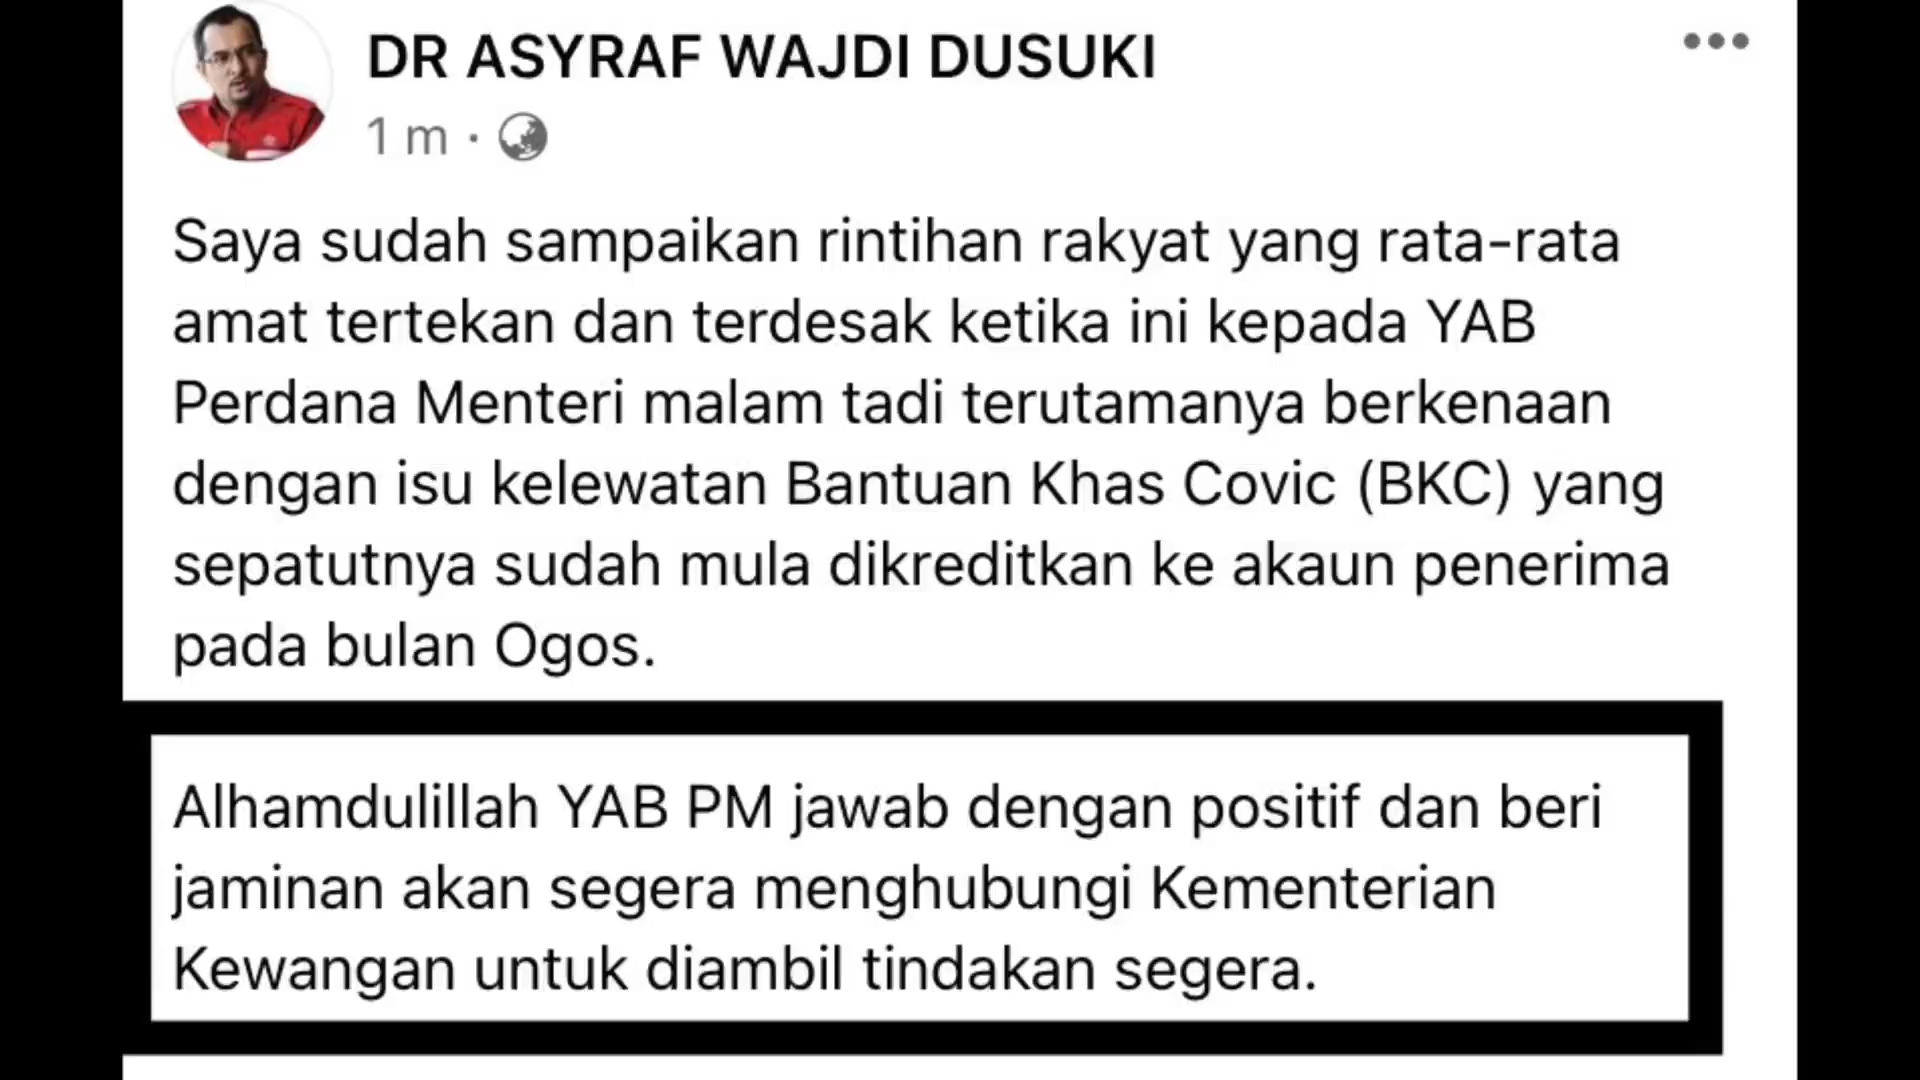 DR ASYRAF WAJDI DUSUKI
1 m ·
Saya sudah sampaikan rintihan rakyat yang rata-rata
amat tertekan dan terdesak ketika ini kepada YAB
Perdana Menteri malam tadi terutamanya berkenaan
dengan isu kelewatan Bantuan Khas Covic (BKC) yang
sepatutnya sudah mula dikreditkan ke akaun penerima
pada bulan Ogos.
Alhamdulillah YAB PM jawab dengan positif dan beri
jaminan akan segera menghubungi Kementerian
Kewangan untuk diambil tindakan segera.